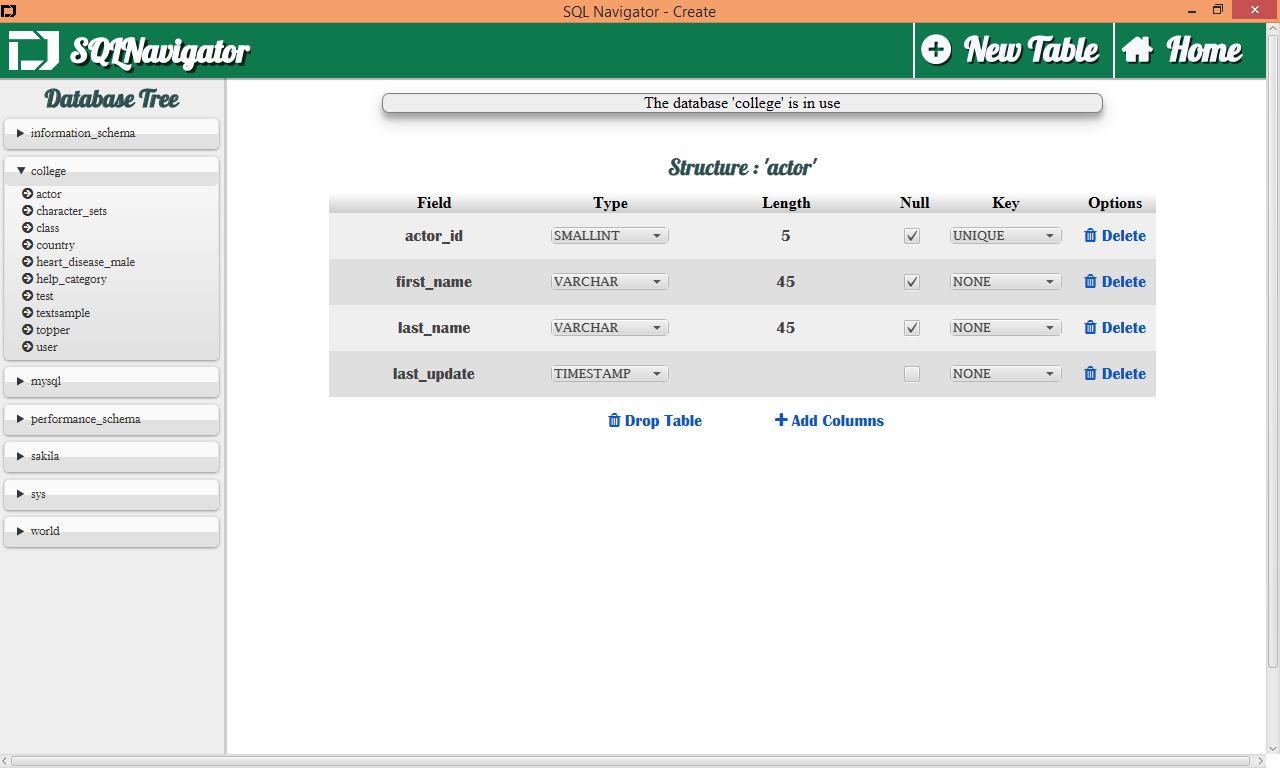 SQL Navigator - Create
SQLNavigator
New Table
Home
Database Tree
information_schema
college
actor
character_sets
class
country
heart_disease_male
help_category
test
textsample
topper
user
mysql
performance_schema
sakila
sys
world
The database 'college' is in use
Structure : 'actor'
Field Type Length Null Key Options
actor_id SMALLINT 5 UNIQUE Delete
first_name VARCHAR 45 NONE Delete
last_name VARCHAR 45 NONE Delete
last_update TIMESTAMP NONE Delete
Drop Table Add Columns